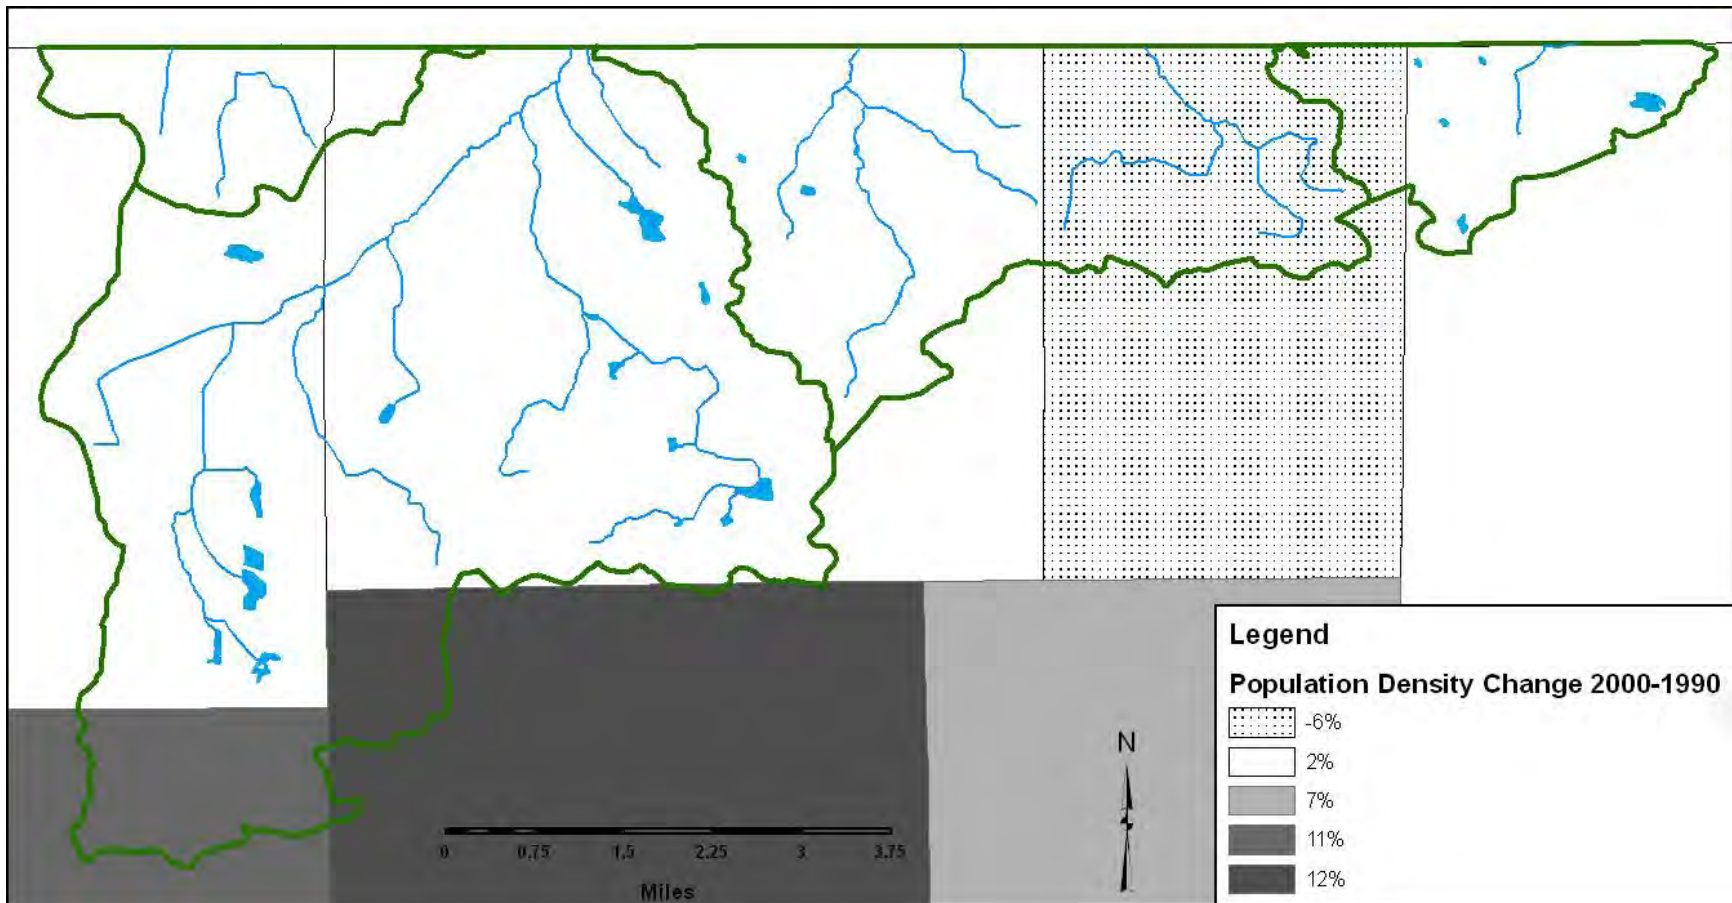 Legend
Population Density Change 2000-1990
-6%
2%
7%
11%
12%
N
0 0.75 1.5 2.25 3 3.75
Miles